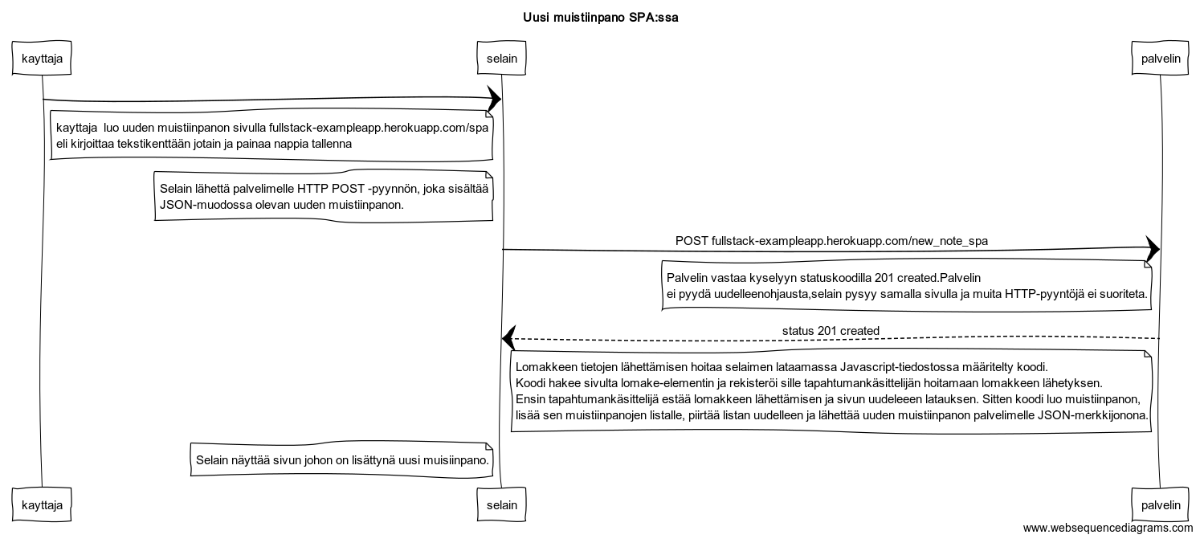 Uusi muistiinpano SPA:ssa
kayttaja
selain
palvelin
kayttaja luo uuden muistiinpanon sivulla fullstack-exampleapp.herokuapp.com/spa
eli kirjoittaa tekstikenttään jotain ja painaa nappia tallenna
Selain lähettä palvelimelle HTTP POST -pyynnön, joka sisältää
JSON-muodossa olevan uuden muistiinpanon.
POST fullstack-exampleapp.herokuapp.com/new_note_spa
Palvelin vastaa kyselyyn statuskoodilla 201 created.Palvelin
ei pyydä uudelleenohjausta,selain pysyy samalla sivulla ja muita HTTP-pyyntöjä ei suoriteta.
status 201 created
Lomakkeen tietojen lähettämisen hoitaa selaimen lataamassa Javascript-tiedostossa määritelty koodi.
Koodi hakee sivulta lomake-elementin ja rekisteröi sille tapahtumankäsittelijän hoitamaan lomakkeen lähetyksen.
Ensin tapahtumankäsittelijä estää lomakkeen lähettämisen ja sivun uudeleeen latauksen. Sitten koodi luo muistiinpanon,
lisää sen muistiinpanojen listalle, piirtää listan uudelleen ja lähettää uuden muistiinpanon palvelimelle JSON-merkkijonona.
Selain näyttää sivun johon on lisättynä uusi muisiinpano.
kayttaja
selain
palvelin
www.websequencediagrams.com